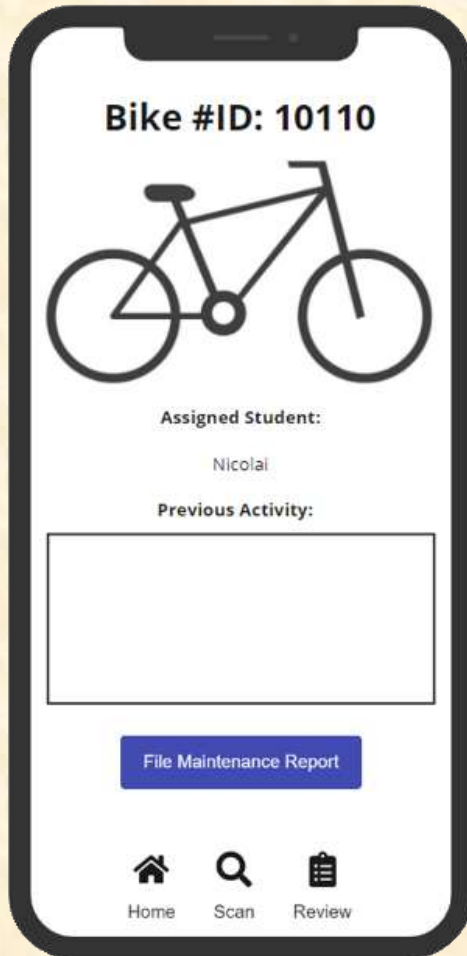 Bike #ID: 10110
Assigned Student:
Nicolai
Previous Activity:
File Maintenance Report
Home Scan Review